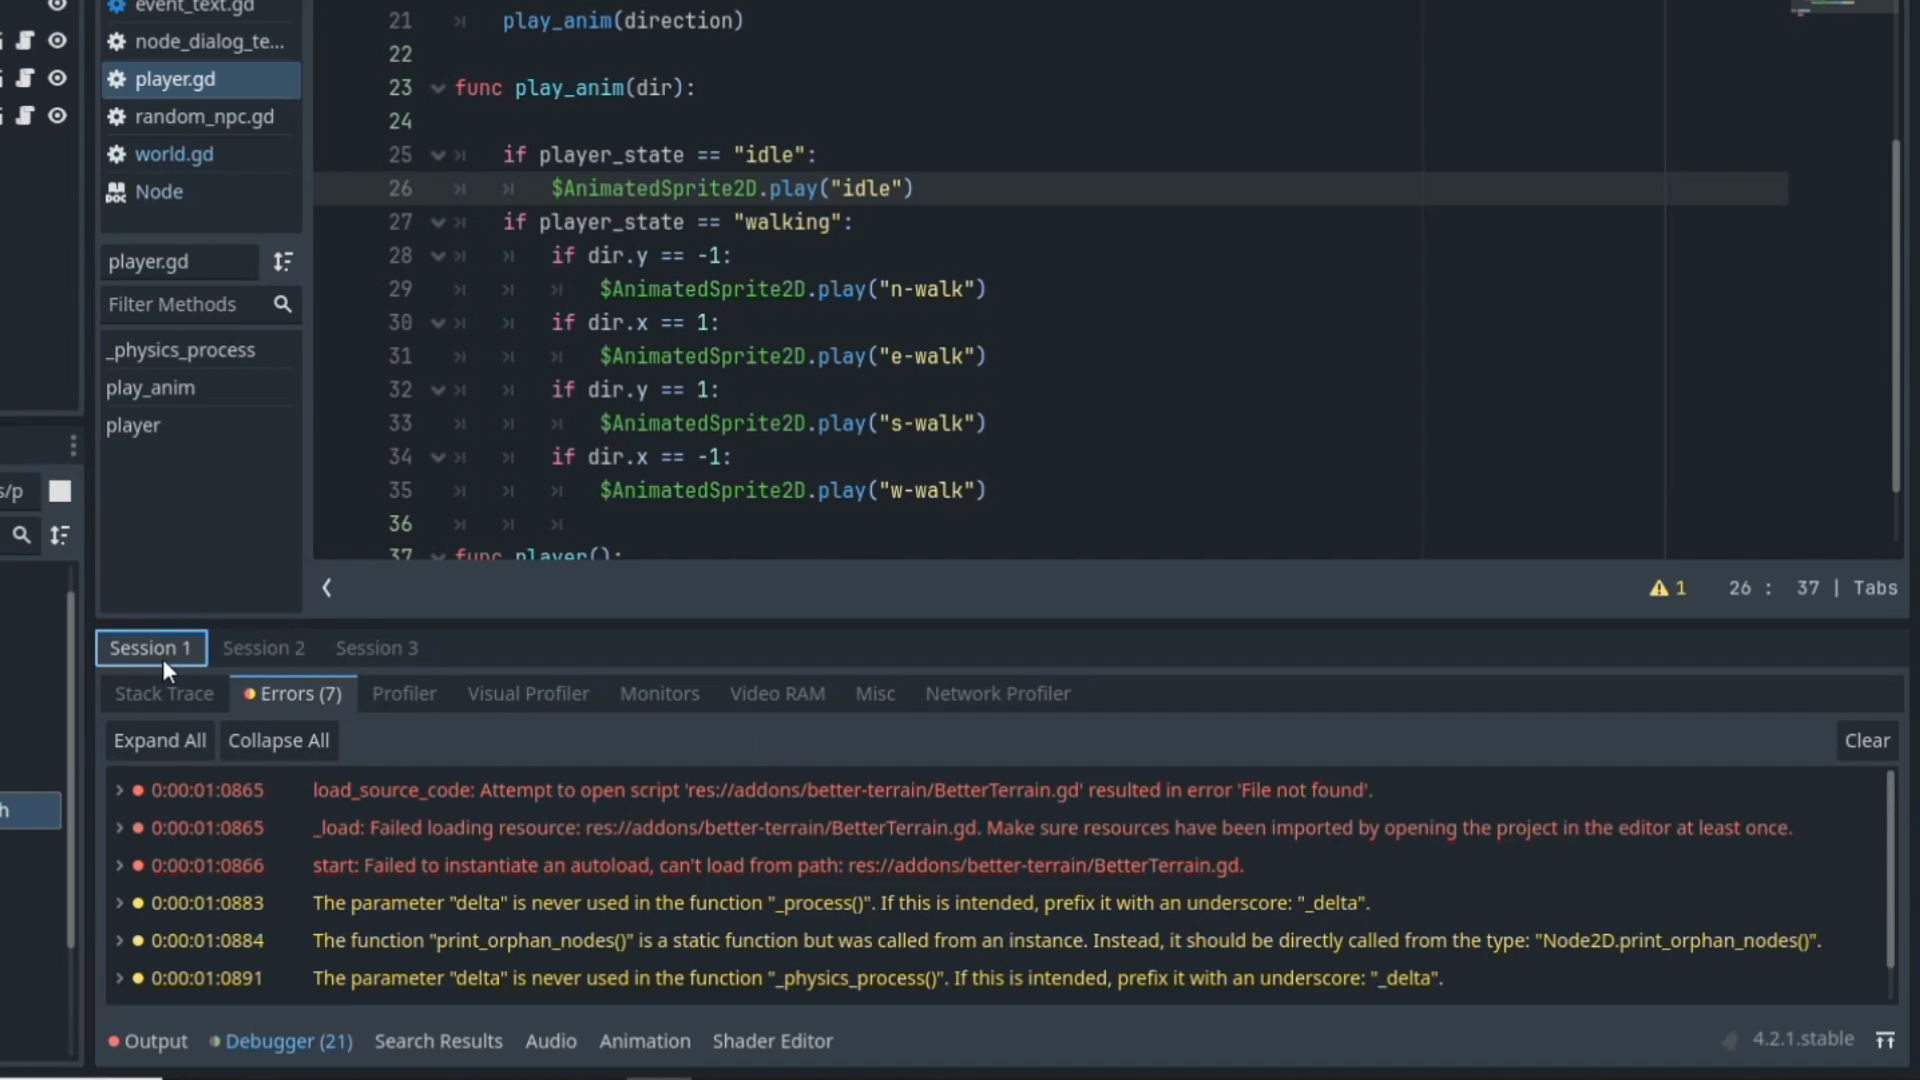 event_text.gd
node_dialog_te...
player.gd
random_npc.gd
world.gd
Node
player.gd
Filter Methods
_physics_process
play_anim
player
s/p
h
21 play_anim(direction)
22
23 func play_anim(dir):
24
25 if player_state == "idle":
26 $AnimatedSprite2D.play("idle")
27 if player_state == "walking":
28 if dir.y == -1:
29 $AnimatedSprite2D.play("n-walk")
30 if dir.x == 1:
31 $AnimatedSprite2D.play("e-walk")
32 if dir.y == 1:
33 $AnimatedSprite2D.play("s-walk")
34 if dir.x == -1:
35 $AnimatedSprite2D.play("w-walk")
36
37 func player():
1 26 : 37 | Tabs
Session 1 Session 2 Session 3
Stack Trace Errors (7) Profiler Visual Profiler Monitors Video RAM Misc Network Profiler
Expand All Collapse All Clear
0:00:01:0865 load_source_code: Attempt to open script 'res://addons/better-terrain/BetterTerrain.gd' resulted in error 'File not found'.
0:00:01:0865 _load: Failed loading resource: res://addons/better-terrain/BetterTerrain.gd. Make sure resources have been imported by opening the project in the editor at least once.
0:00:01:0866 start: Failed to instantiate an autoload, can't load from path: res://addons/better-terrain/BetterTerrain.gd.
0:00:01:0883 The parameter "delta" is never used in the function "_process()". If this is intended, prefix it with an underscore: "_delta".
0:00:01:0884 The function "print_orphan_nodes()" is a static function but was called from an instance. Instead, it should be directly called from the type: "Node2D.print_orphan_nodes()".
0:00:01:0891 The parameter "delta" is never used in the function "_physics_process()". If this is intended, prefix it with an underscore: "_delta".
Output Debugger (21) Search Results Audio Animation Shader Editor 4.2.1.stable